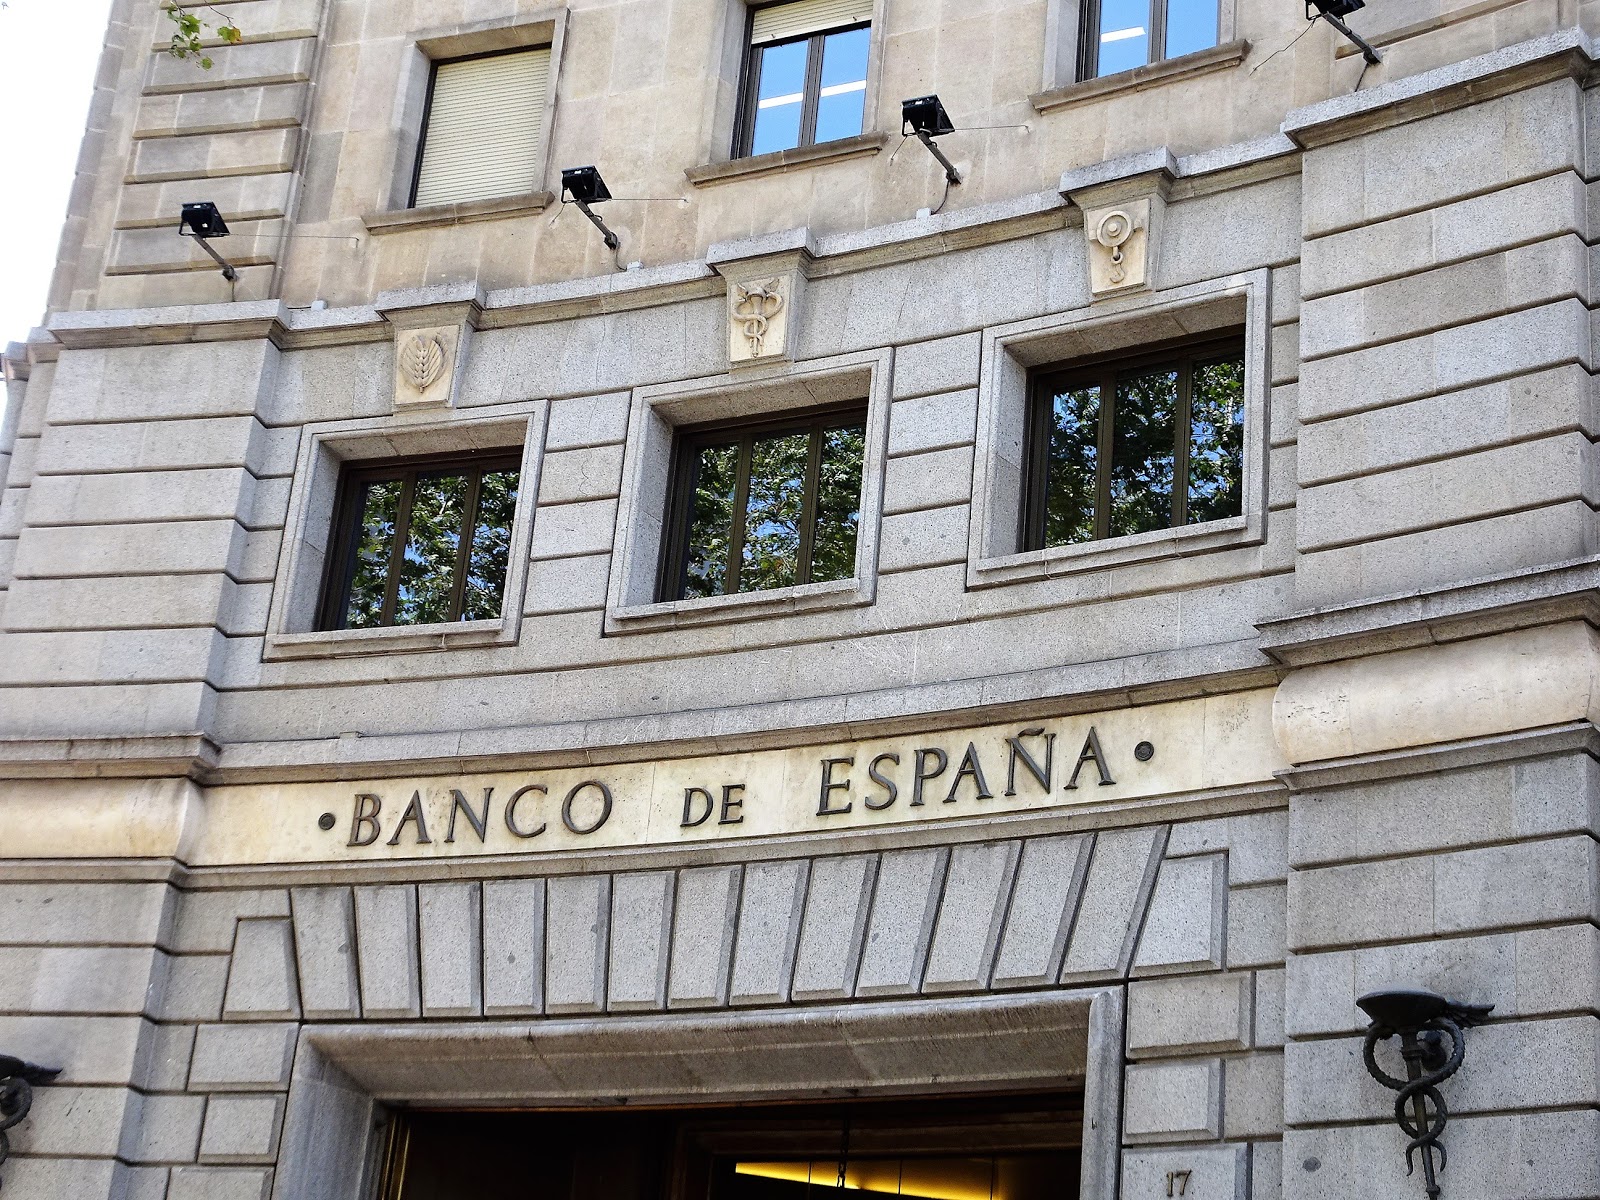 · BANCO DE ESPAÑA ·
17